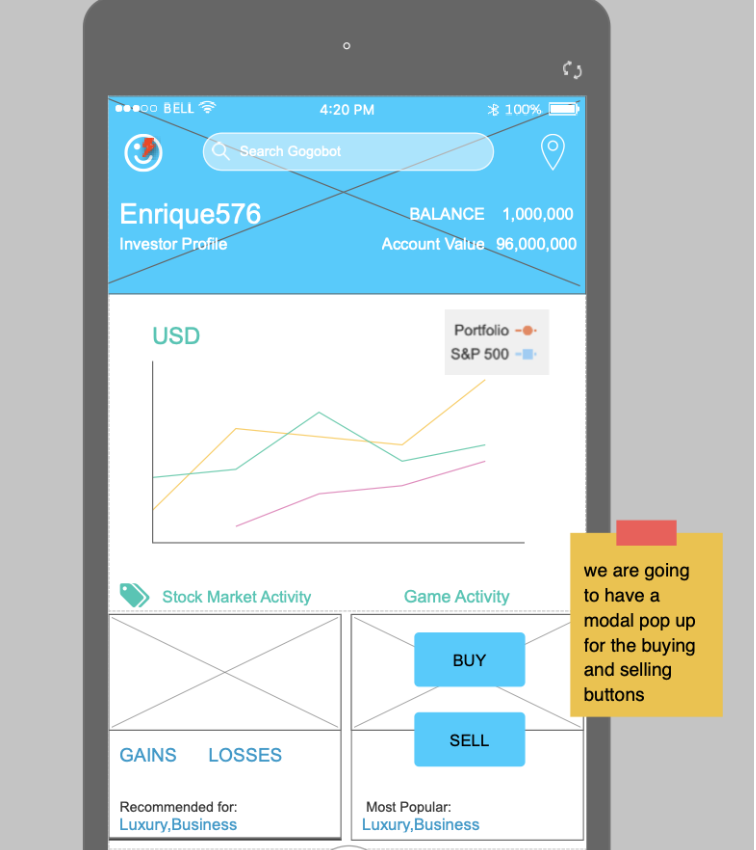 BELL
4:20 PM
100%
Search Gogobot
Enrique576
BALANCE 1,000,000
Investor Profile
Account Value 96,000,000
USD
Portfolio
S&P 500
Stock Market Activity
Game Activity
we are going
to have a
modal pop up
for the buying
and selling
buttons
BUY
SELL
GAINS LOSSES
Recommended for:
Luxury,Business
Most Popular:
Luxury,Business